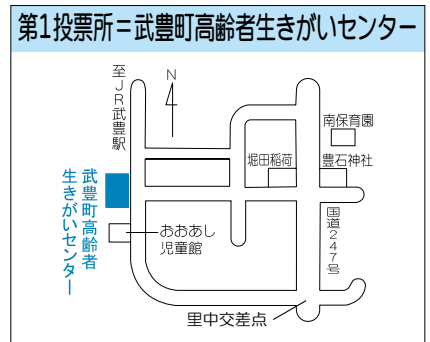 第1投票所=武豊町高齢者生きがいセンター
至JR武豊駅
N
南保育園
堀田稲荷
豊石神社
武豊町高齢者
生きがいセンター
おおあし
児童館
国道247号
里中交差点